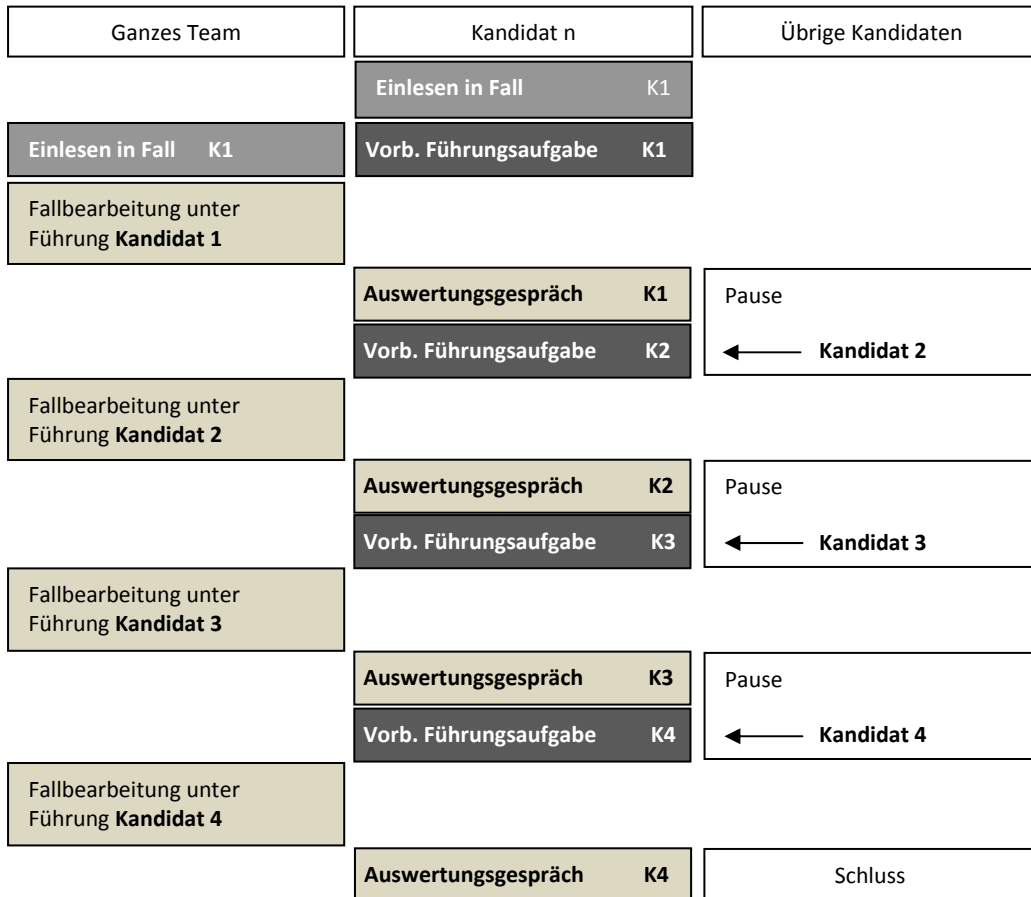 Ganzes Team
Kandidat n
Übrige Kandidaten
Einlesen in Fall K1
Einlesen in Fall K1
Vorb. Führungsaufgabe K1
Fallbearbeitung unter
Führung Kandidat 1
Auswertungsgespräch K1
Pause
Vorb. Führungsaufgabe K2
Kandidat 2
Fallbearbeitung unter
Führung Kandidat 2
Auswertungsgespräch K2
Pause
Vorb. Führungsaufgabe K3
Kandidat 3
Fallbearbeitung unter
Führung Kandidat 3
Auswertungsgespräch K3
Pause
Vorb. Führungsaufgabe K4
Kandidat 4
Fallbearbeitung unter
Führung Kandidat 4
Auswertungsgespräch K4
Schluss